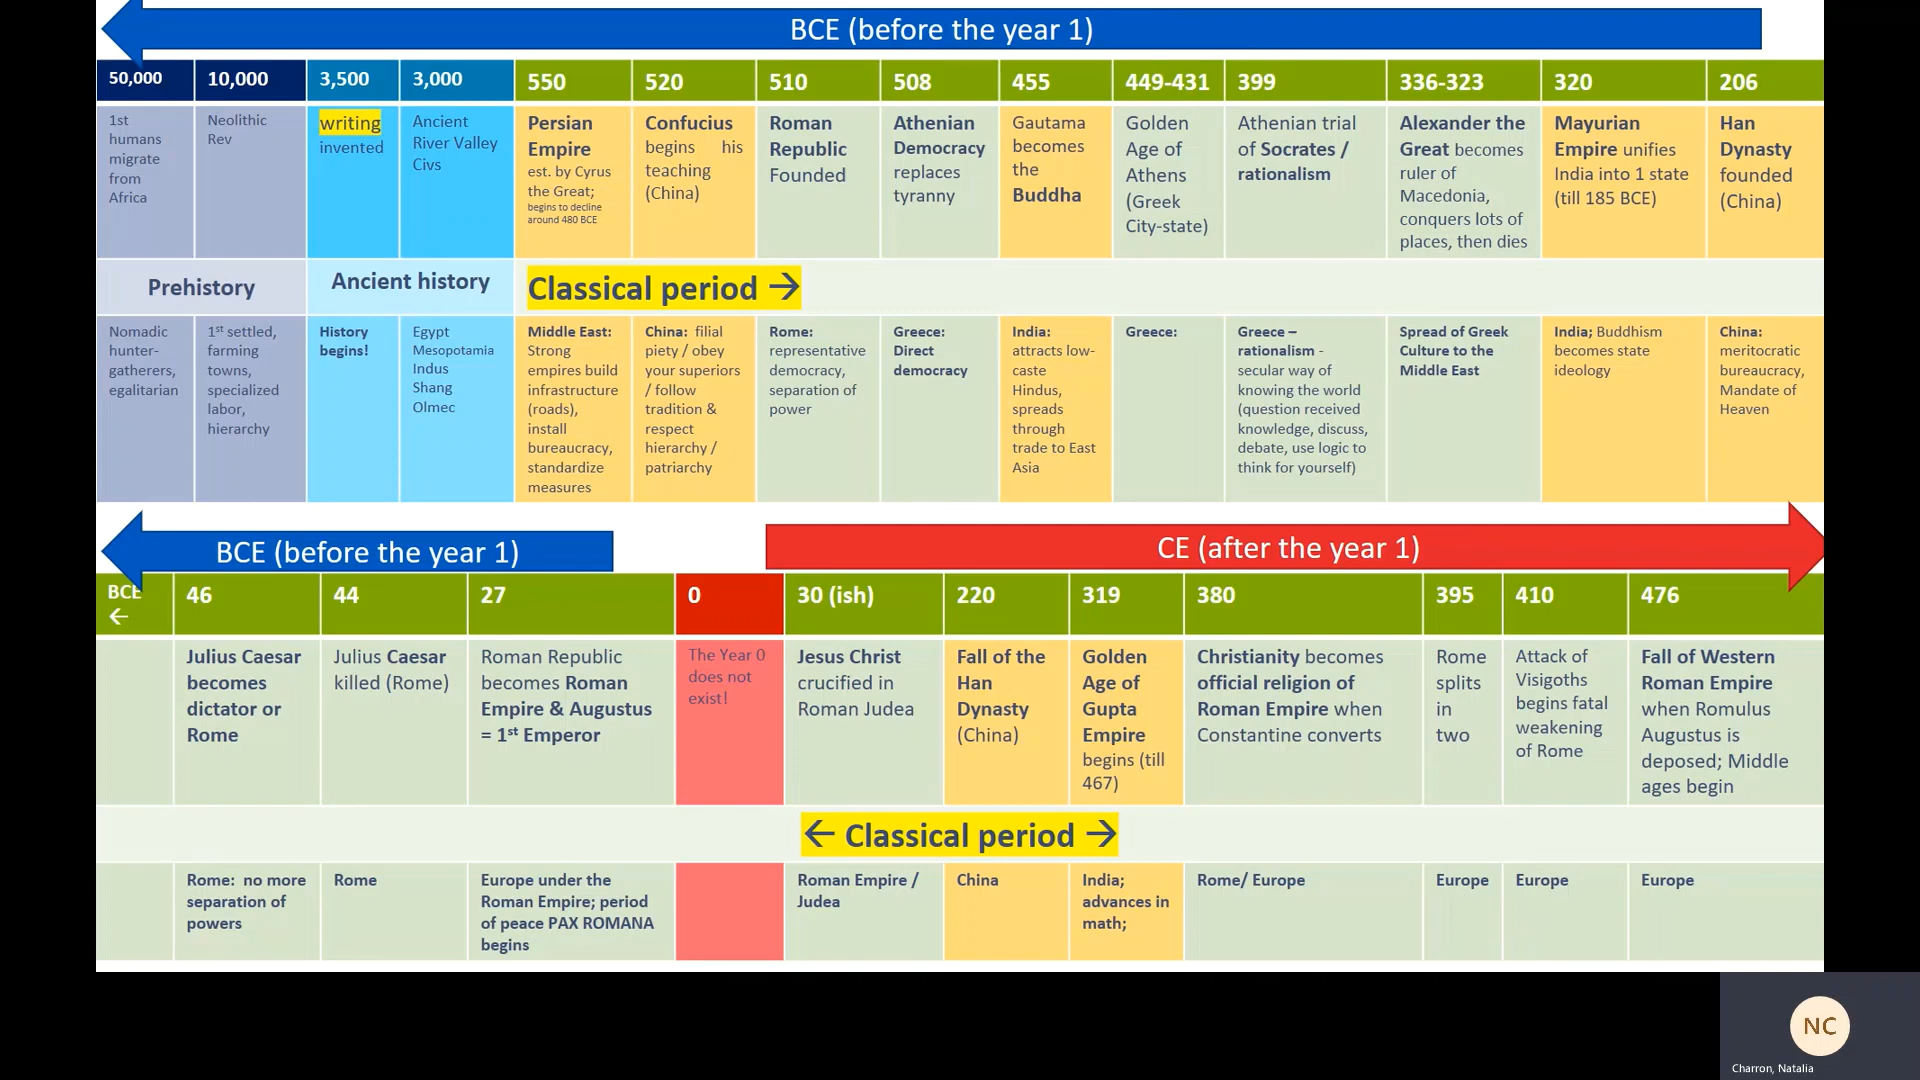 BCE (before the year 1)
50,000 10,000 3,500 3,000 550 520 510 508 455 449-431 399 336-323 320 206
1st
humans
migrate
from
Africa
Neolithic
Rev
writing
invented
Ancient
River Valley
Civs
Persian
Empire
est. by Cyrus
the Great;
begins to decline
around 480 BCE
Confucius
begins his
teaching
(China)
Roman
Republic
Founded
Athenian
Democracy
replaces
tyranny
Gautama
becomes
the
Buddha
Golden
Age of
Athens
(Greek
City-state)
Athenian trial
of Socrates /
rationalism
Alexander the
Great becomes
ruler of
Macedonia,
conquers lots of
places, then dies
Mayurian
Empire unifies
India into 1 state
(till 185 BCE)
Han
Dynasty
founded
(China)
Prehistory
Ancient history
Classical period →
Nomadic
hunter-
gatherers,
egalitarian
1st settled,
farming
towns,
specialized
labor,
hierarchy
History
begins!
Egypt
Mesopotamia
Indus
Shang
Olmec
Middle East:
Strong
empires build
infrastructure
(roads),
install
bureaucracy,
standardize
measures
China: filial
piety / obey
your superiors
/ follow
tradition &
respect
hierarchy /
patriarchy
Rome:
representative
democracy,
separation of
power
Greece:
Direct
democracy
India:
attracts low-
caste
Hindus,
spreads
through
trade to East
Asia
Greece:
Greece –
rationalism -
secular way of
knowing the world
(question received
knowledge, discuss,
debate, use logic to
think for yourself)
Spread of Greek
Culture to the
Middle East
India; Buddhism
becomes state
ideology
China:
meritocratic
bureaucracy,
Mandate of
Heaven
BCE (before the year 1)
CE (after the year 1)
BCE
←
46 44 27 0 30 (ish) 220 319 380 395 410 476
Julius Caesar
becomes
dictator or
Rome
Julius Caesar
killed (Rome)
Roman Republic
becomes Roman
Empire & Augustus
= 1st Emperor
The Year 0
does not
exist!
Jesus Christ
crucified in
Roman Judea
Fall of the
Han
Dynasty
(China)
Golden
Age of
Gupta
Empire
begins (till
467)
Christianity becomes
official religion of
Roman Empire when
Constantine converts
Rome
splits
in
two
Attack of
Visigoths
begins fatal
weakening
of Rome
Fall of Western
Roman Empire
when Romulus
Augustus is
deposed; Middle
ages begin
← Classical period →
Rome: no more
separation of
powers
Rome
Europe under the
Roman Empire; period
of peace PAX ROMANA
begins
Roman Empire /
Judea
China
India;
advances in
math;
Rome/ Europe
Europe
Europe
Europe
NC
Charron, Natalia